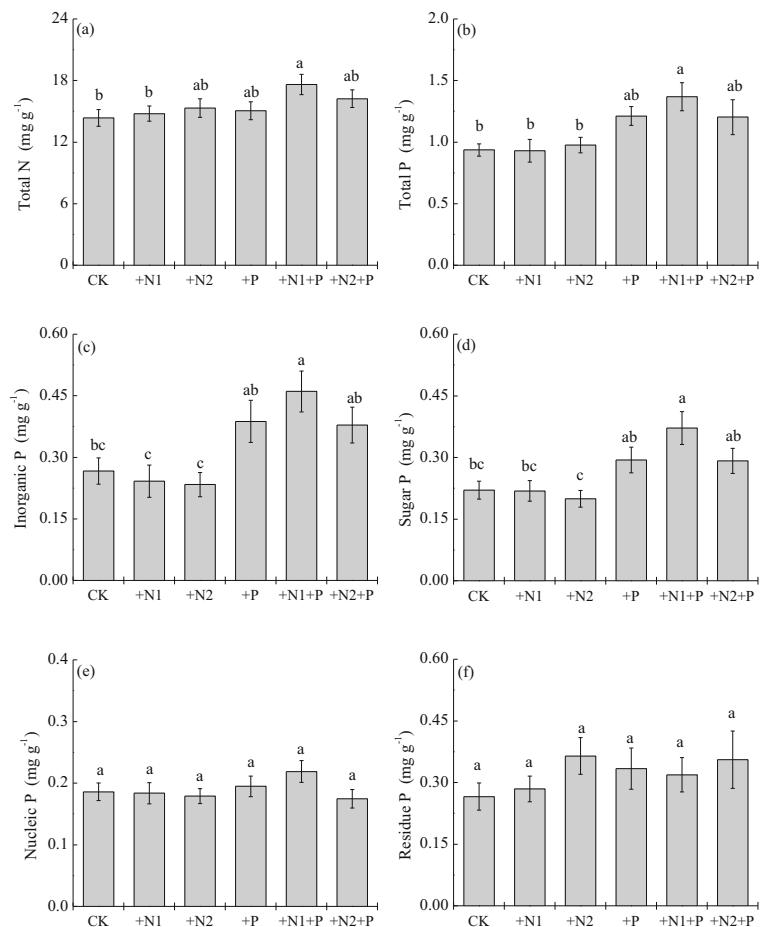 (a)
Total N (mg g⁻¹)
24
18
12
6
0
b
b
ab
ab
a
ab
CK
+N1
+N2
+P
+N1+P
+N2+P
(b)
Total P (mg g⁻¹)
2.0
1.5
1.0
0.5
0.0
b
b
b
ab
a
ab
CK
+N1
+N2
+P
+N1+P
+N2+P
(c)
Inorganic P (mg g⁻¹)
0.60
0.45
0.30
0.15
0.00
bc
c
c
ab
a
ab
CK
+N1
+N2
+P
+N1+P
+N2+P
(d)
Sugar P (mg g⁻¹)
0.60
0.45
0.30
0.15
0.00
bc
bc
c
ab
a
ab
CK
+N1
+N2
+P
+N1+P
+N2+P
(e)
Nucleic P (mg g⁻¹)
0.4
0.3
0.2
0.1
0.0
a
a
a
a
a
a
CK
+N1
+N2
+P
+N1+P
+N2+P
(f)
Residue P (mg g⁻¹)
0.60
0.45
0.30
0.15
0.00
a
a
a
a
a
a
CK
+N1
+N2
+P
+N1+P
+N2+P